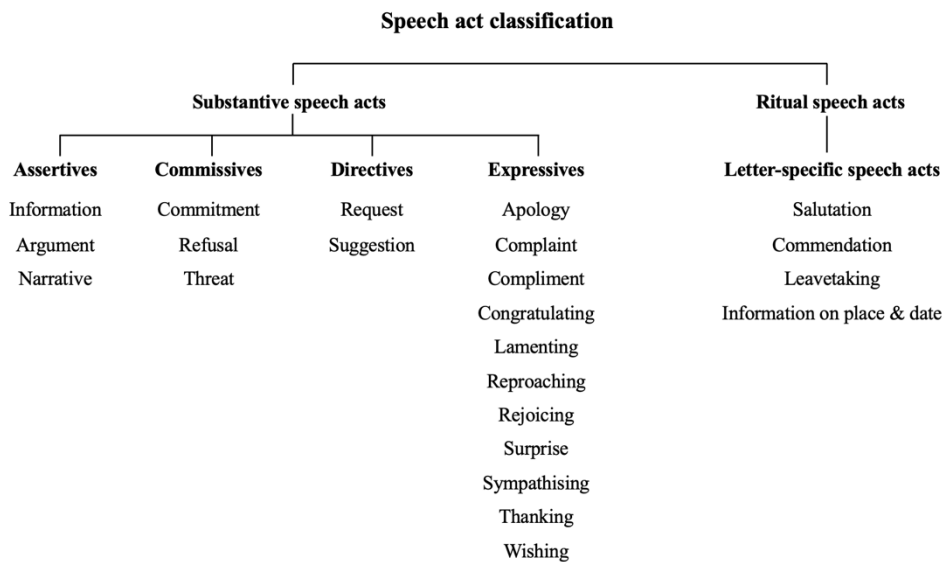 Speech act classification
Substantive speech acts Ritual speech acts
Assertives Commissives Directives Expressives Letter-specific speech acts
Information Commitment Request Apology Salutation
Argument Refusal Suggestion Complaint Commendation
Narrative Threat Compliment Leavetaking
Congratulating Information on place & date
Lamenting
Reproaching
Rejoicing
Surprise
Sympathising
Thanking
Wishing